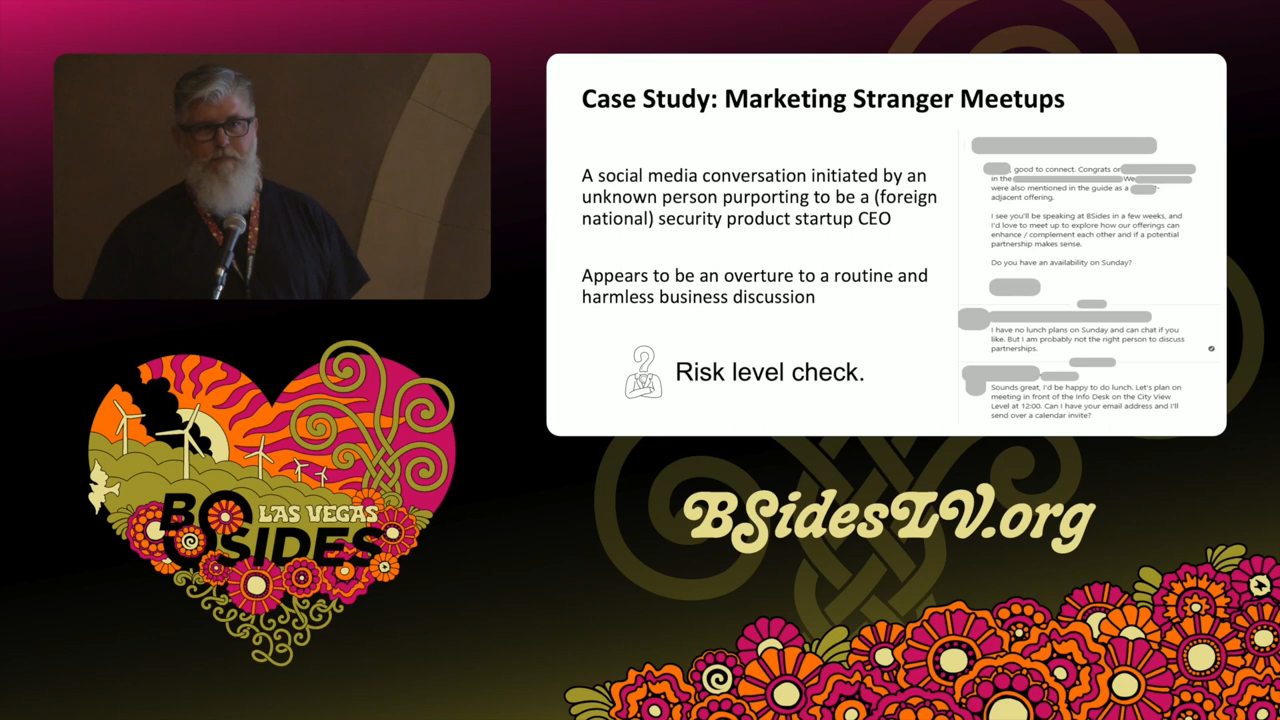 Case Study: Marketing Stranger Meetups
A social media conversation initiated by an
unknown person purporting to be a (foreign
national) security product startup CEO
Appears to be an overture to a routine and
harmless business discussion
Risk level check.
good to connect. Congrats on
in the We
were also mentioned in the guide as a
adjacent offering.
I see you'll be speaking at BSides in a few weeks, and
I'd love to meet up to explore how our offerings can
enhance / complement each other and if a potential
partnership makes sense.
Do you have an availability on Sunday?
I have no lunch plans on Sunday and can chat if you
like. But I am probably not the right person to discuss
partnerships.
Sounds great, I'd be happy to do lunch. Let's plan on
meeting in front of the Info Desk on the City View
Level at 12:00. Can I have your email address and I'll
send over a calendar invite?
BSidesLV.org
LAS VEGAS
BSIDES